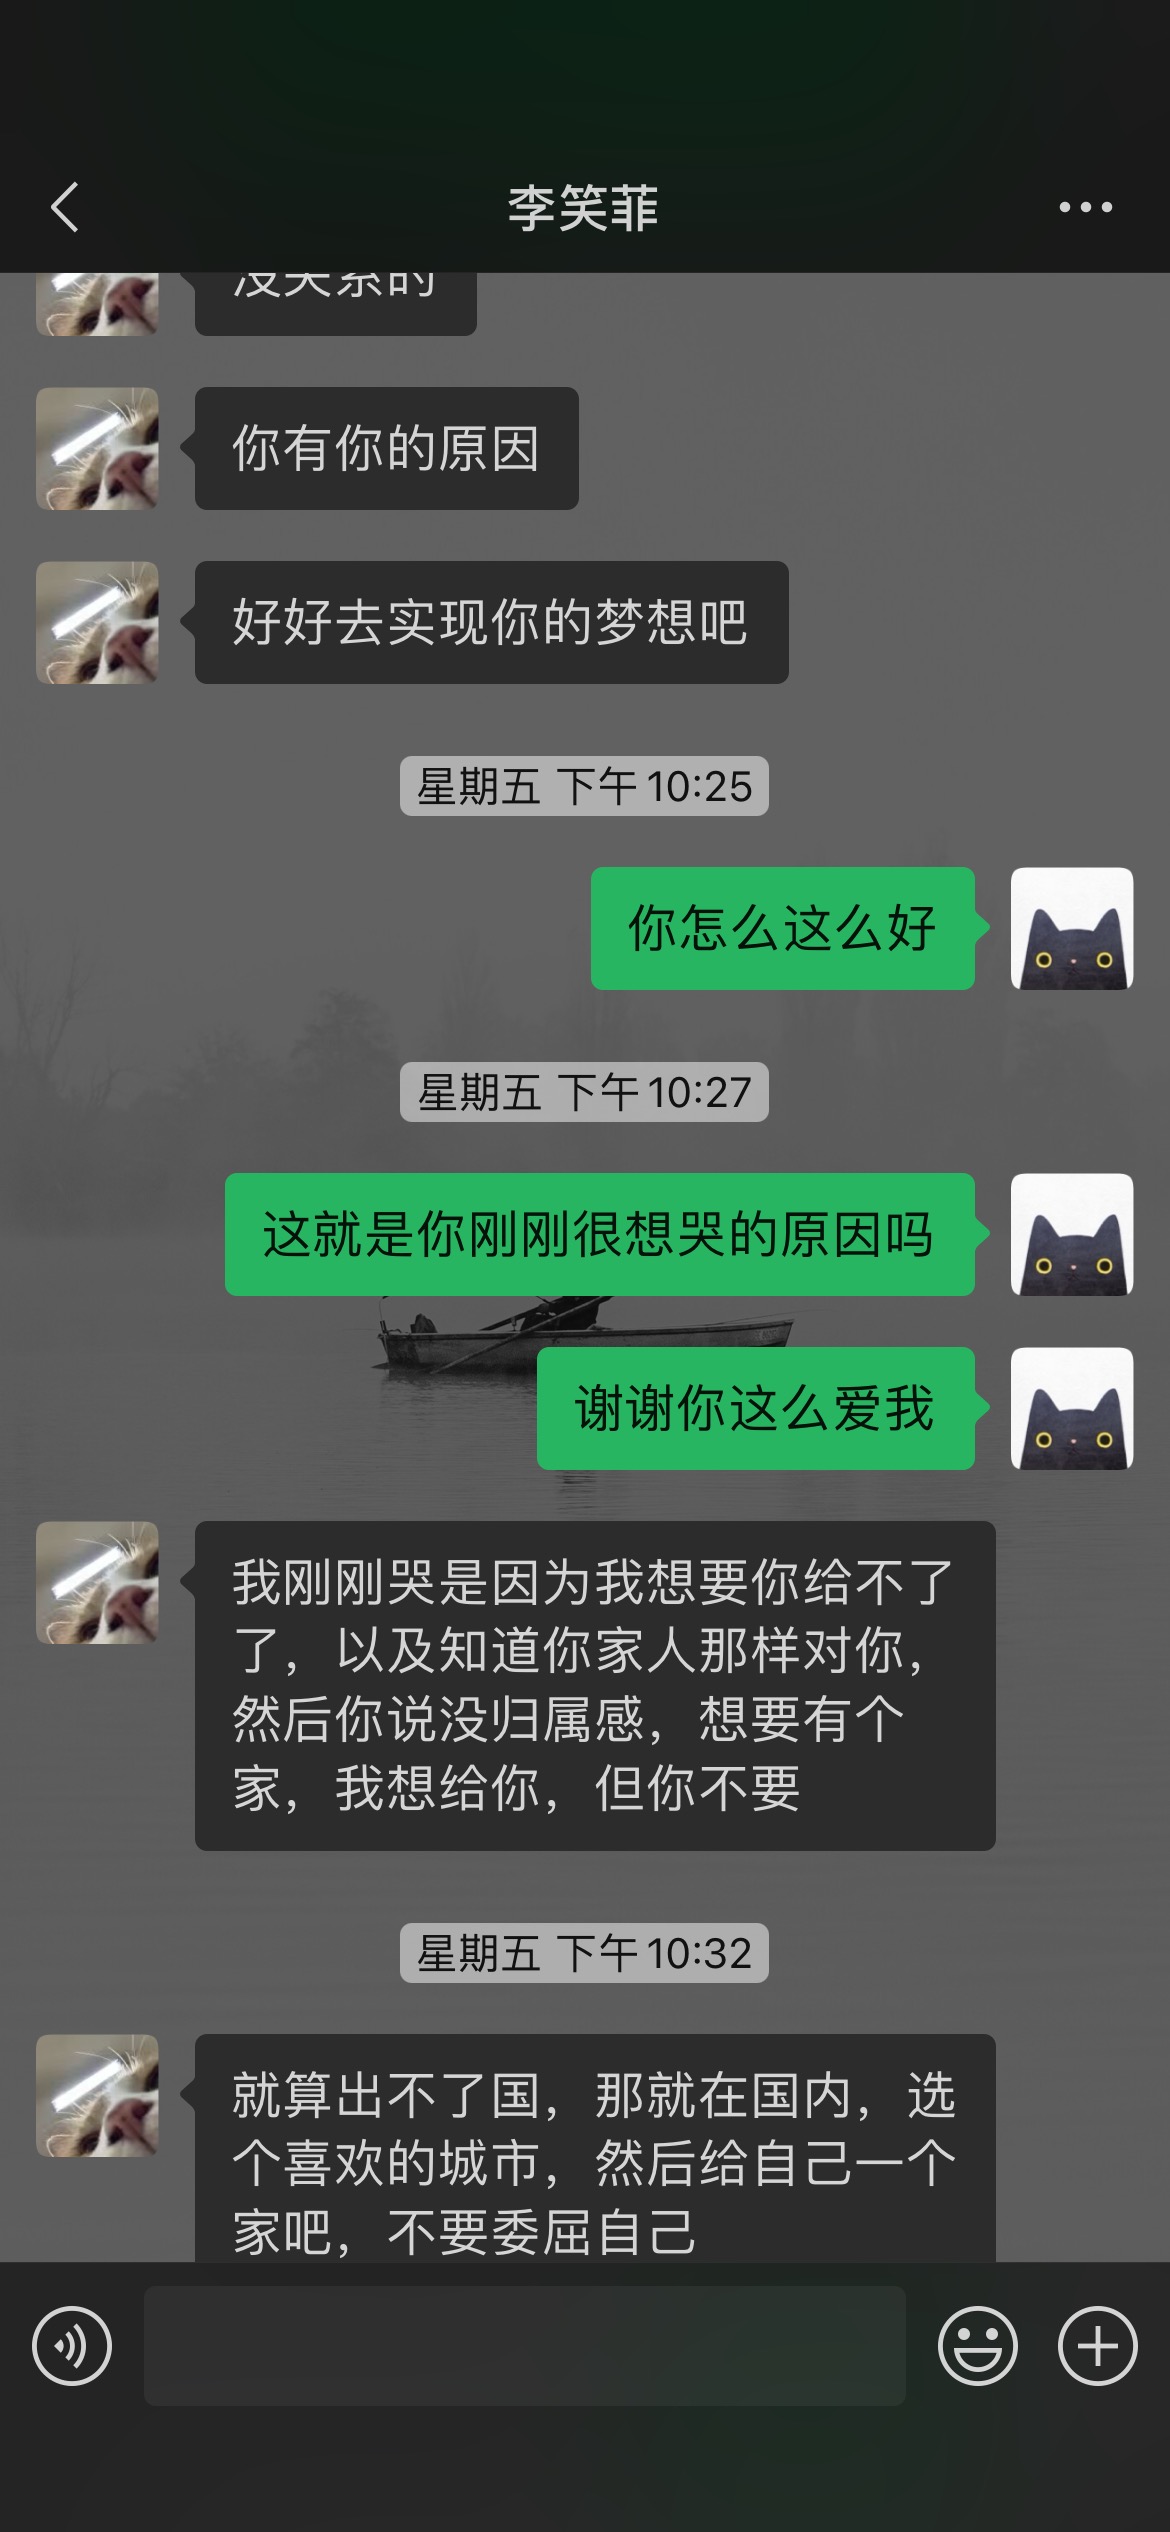 李笑菲
没关系的
你有你的原因
好好去实现你的梦想吧
星期五 下午10:25
你怎么这么好
星期五 下午10:27
这就是你刚刚很想哭的原因吗
谢谢你这么爱我
我刚刚哭是因为我想要你给不了
了，以及知道你家人那样对你，
然后你说没归属感，想要有个
家，我想给你，但你不要
星期五 下午10:32
就算出不了国，那就在国内，选
个喜欢的城市，然后给自己一个
家吧，不要委屈自己